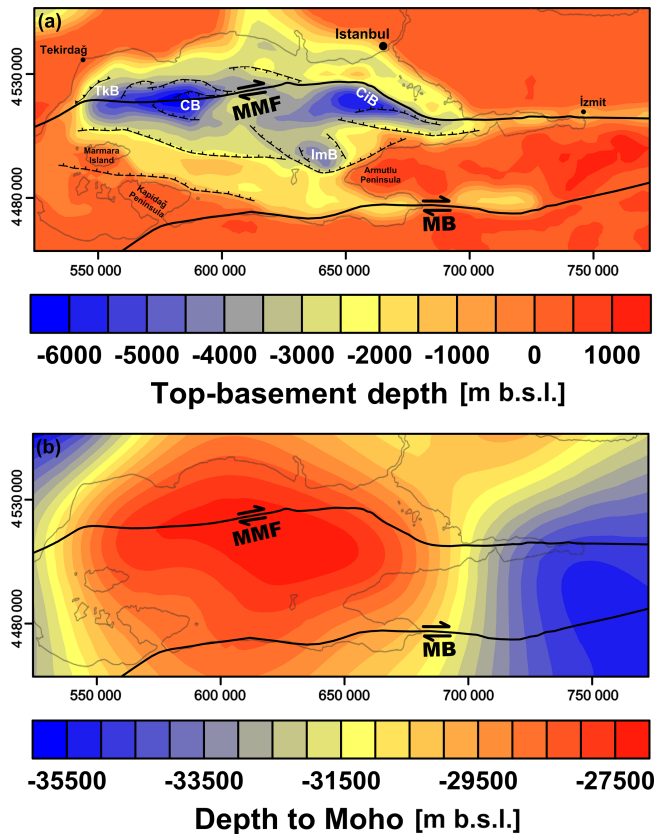 (a)
Istanbul
Tekirdağ
4 530 000
TkB
CB
MMF
CiB
İzmit
ImB
Marmara
Island
Armutlu
Peninsula
Kapıdağ
Peninsula
4 480 000
MB
550 000 600 000 650 000 700 000 750 000
-6000 -5000 -4000 -3000 -2000 -1000 0 1000
Top-basement depth [m b.s.l.]
(b)
4 530 000
MMF
4 480 000
MB
550 000 600 000 650 000 700 000 750 000
-35500 -33500 -31500 -29500 -27500
Depth to Moho [m b.s.l.]